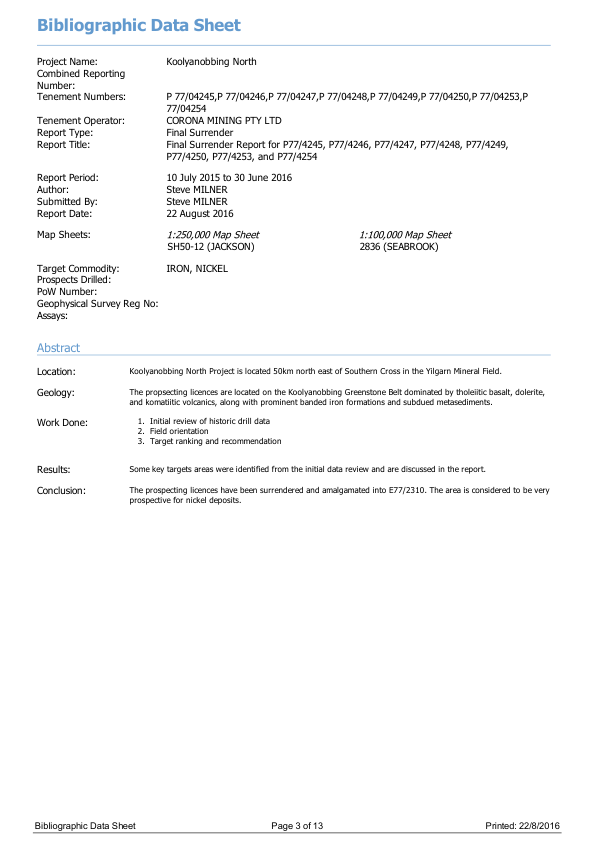 Bibliographic Data Sheet
Project Name: Koolyanobbing North
Combined Reporting
Number:
Tenement Numbers: P 77/04245,P 77/04246,P 77/04247,P 77/04248,P 77/04249,P 77/04250,P 77/04253,P
77/04254
Tenement Operator: CORONA MINING PTY LTD
Report Type: Final Surrender
Report Title: Final Surrender Report for P77/4245, P77/4246, P77/4247, P77/4248, P77/4249,
P77/4250, P77/4253, and P77/4254
Report Period: 10 July 2015 to 30 June 2016
Author: Steve MILNER
Submitted By: Steve MILNER
Report Date: 22 August 2016
Map Sheets: 1:250,000 Map Sheet 1:100,000 Map Sheet
SH50-12 (JACKSON) 2836 (SEABROOK)
Target Commodity: IRON, NICKEL
Prospects Drilled:
PoW Number:
Geophysical Survey Reg No:
Assays:
Abstract
Location: Koolyanobbing North Project is located 50km north east of Southern Cross in the Yilgarn Mineral Field.
Geology: The propsecting licences are located on the Koolyanobbing Greenstone Belt dominated by tholeiitic basalt, dolerite,
and komatiitic volcanics, along with prominent banded iron formations and subdued metasediments.
Work Done: 1. Initial review of historic drill data
2. Field orientation
3. Target ranking and recommendation
Results: Some key targets areas were identified from the initial data review and are discussed in the report.
Conclusion: The prospecting licences have been surrendered and amalgamated into E77/2310. The area is considered to be very
prospective for nickel deposits.
Bibliographic Data Sheet Page 3 of 13 Printed: 22/8/2016